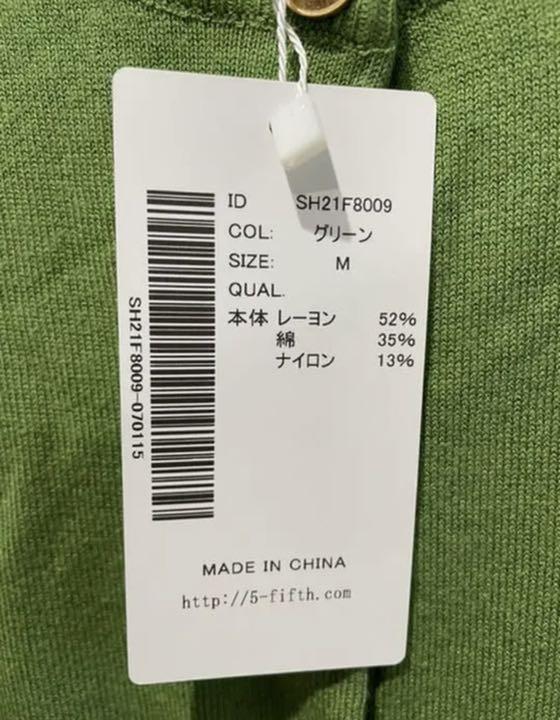 ID SH21F8009
COL: グリーン
SIZE: M
QUAL.
本体 レーヨン 52%
綿 35%
ナイロン 13%
SH21F8009-070115
MADE IN CHINA
http://5-fifth.com